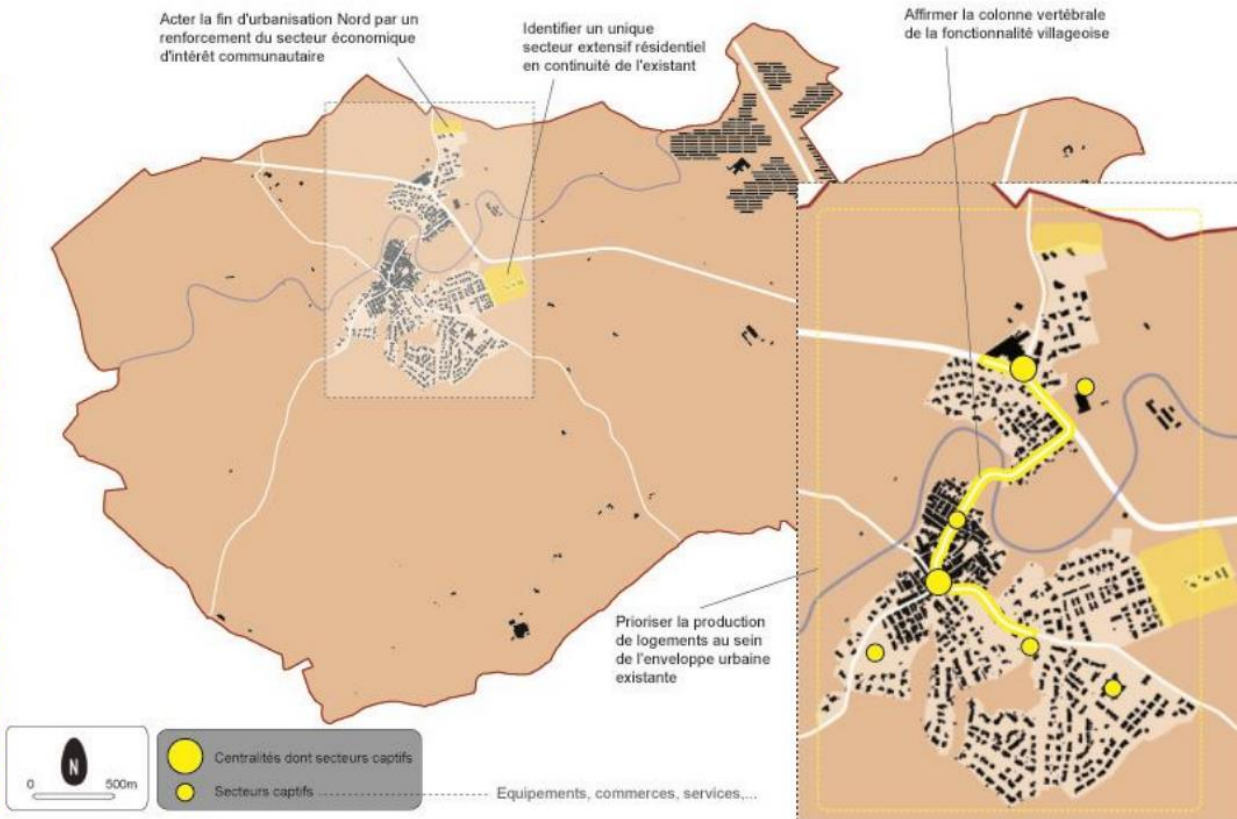 Acter la fin d'urbanisation Nord par un
renforcement du secteur économique
d'intérêt communautaire
Identifier un unique
secteur extensif résidentiel
en continuité de l'existant
Affirmer la colonne vertébrale
de la fonctionnalité villageoise
Prioriser la production
de logements au sein
de l'enveloppe urbaine
existante
N
0 500m
Centralités dont secteurs captifs
Secteurs captifs
Equipements, commerces, services,...